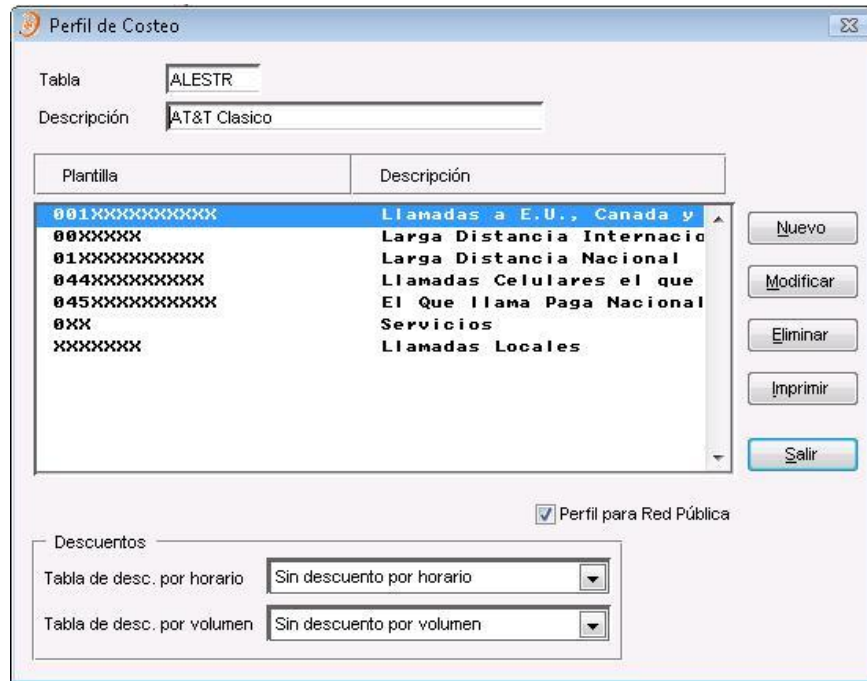 Perfil de Costeo
Tabla ALESTR
Descripción AT&T Clasico
Plantilla Descripción
001XXXXXXXXXX Llamadas a E.U., Canada y
00XXXXX Larga Distancia Internacio
01XXXXXXXXXX Larga Distancia Nacional
044XXXXXXXXXX Llamadas Celulares el que
045XXXXXXXXXX El Que llama Paga Nacional
0XX Servicios
XXXXXXX Llamadas Locales
Nuevo
Modificar
Eliminar
Imprimir
Salir
Perfil para Red Pública
Descuentos
Tabla de desc. por horario Sin descuento por horario
Tabla de desc. por volumen Sin descuento por volumen